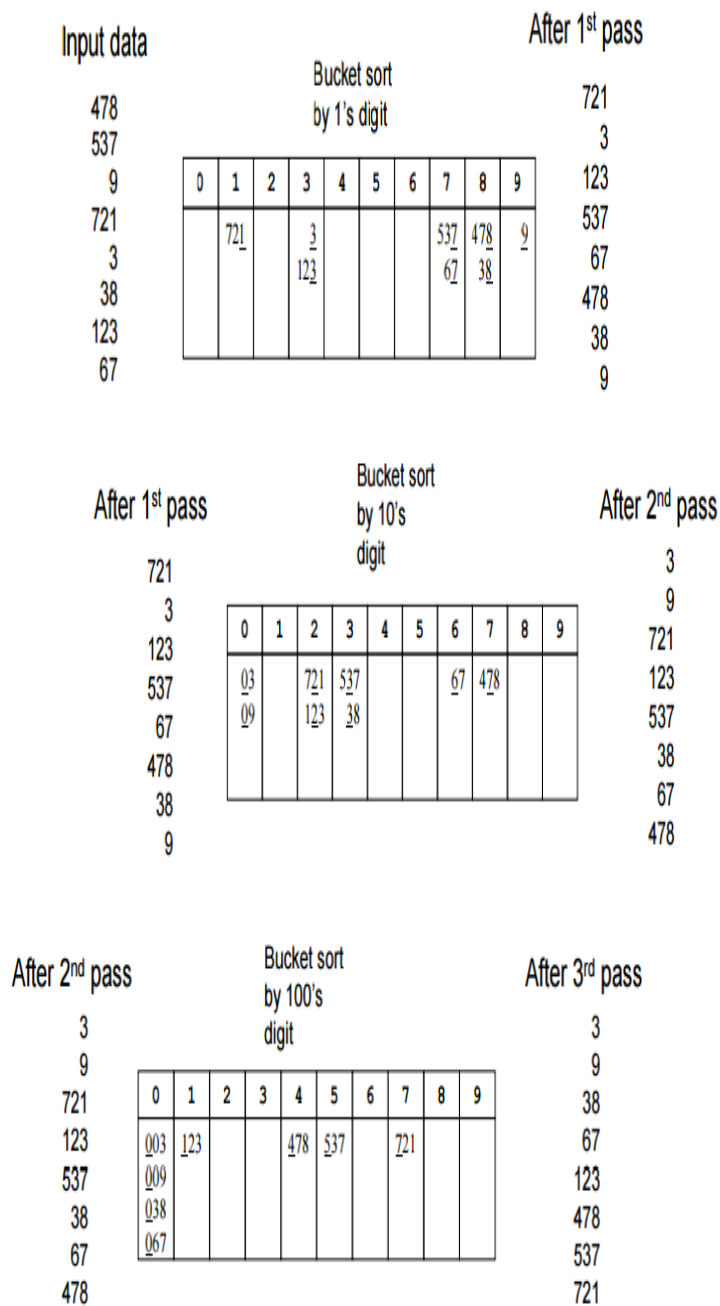 Input data
478
537
9
721
3
38
123
67
Bucket sort
by 1's digit
0 1 2 3 4 5 6 7 8 9
721 3 537 478 9
123 67 38
After 1st pass
721
3
123
537
67
478
38
9
After 1st pass
721
3
123
537
67
478
38
9
Bucket sort
by 10's
digit
0 1 2 3 4 5 6 7 8 9
03 721 537 67 478
09 123 38
After 2nd pass
3
9
721
123
537
38
67
478
After 2nd pass
3
9
721
123
537
38
67
478
Bucket sort
by 100's
digit
0 1 2 3 4 5 6 7 8 9
003 123 478 537 721
009
038
067
After 3rd pass
3
9
38
67
123
478
537
721